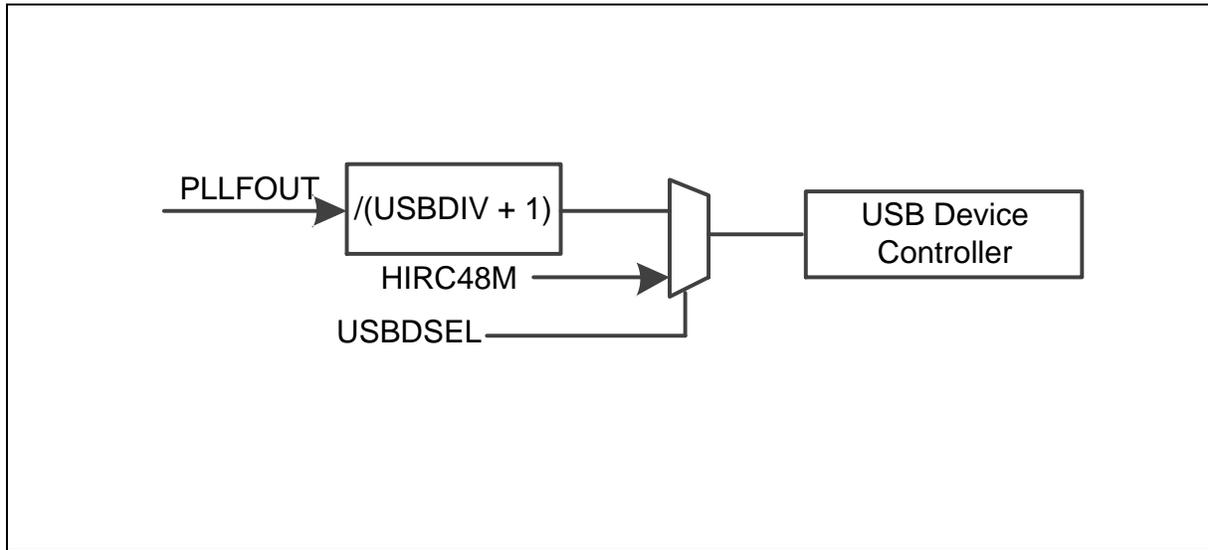 PLLFOUT
/(USBDIV + 1)
USB Device
Controller
HIRC48M
USBDSEL